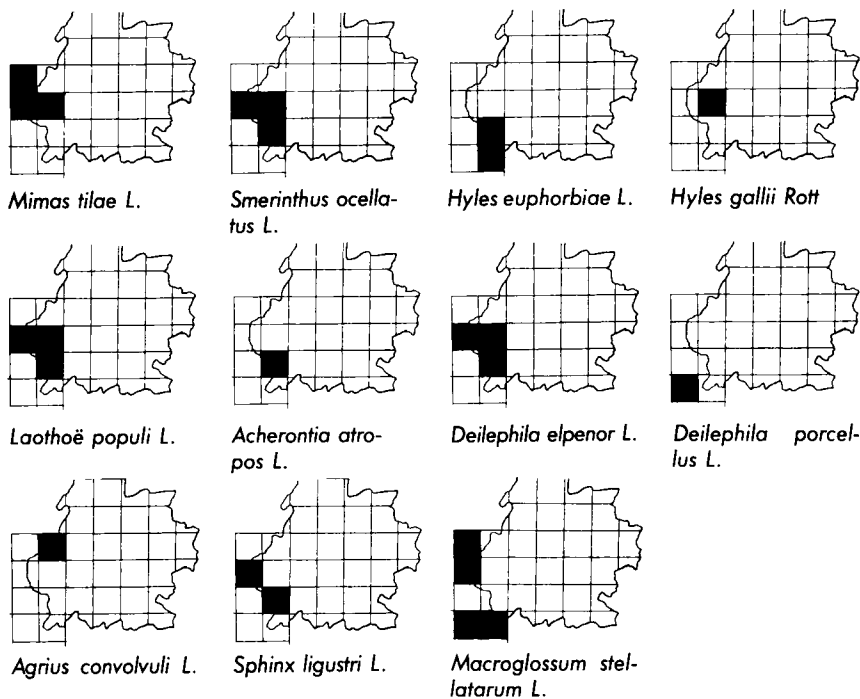 Mimas tilae L.
Smerinthus ocella-
tus L.
Hyles euphorbiae L.
Hyles gallii Rott
Laothoë populi L.
Acherontia atro-
pos L.
Deilephila elpenor L.
Deilephila porcel-
lus L.
Agrius convolvuli L.
Sphinx ligustri L.
Macroglossum stel-
latarum L.